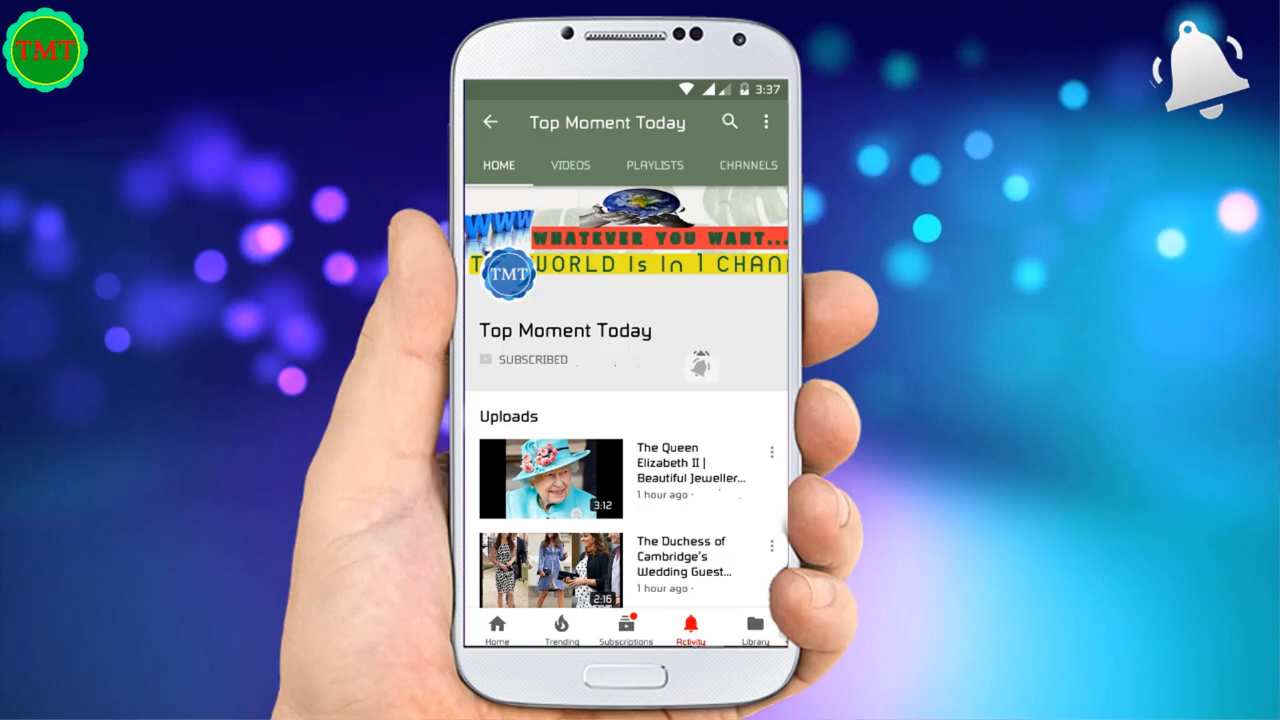 TMT
3:37
Top Moment Today
HOME VIDEOS PLAYLISTS CHANNELS
WWW
WHATEVER YOU WANT...
WORLD Is In 1 CHAN
TMT
Top Moment Today
SUBSCRIBED
Uploads
The Queen
Elizabeth II |
Beautiful Jeweller...
1 hour ago ·
3:12
The Duchess of
Cambridge's
Wedding Guest...
1 hour ago ·
2:16
Home Trending Subscriptions Activity Library